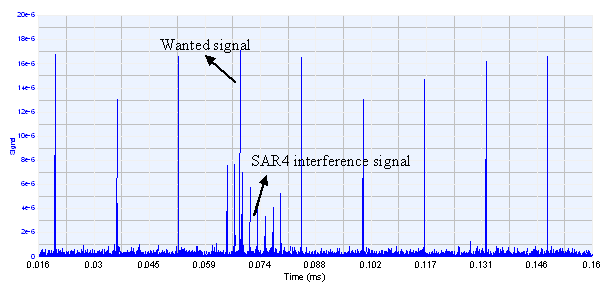 20e-6
18e-6
Wanted signal
16e-6
14e-6
12e-6
Signal
10e-6
8e-6
SAR4 interference signal
6e-6
4e-6
2e-6
0
0.016 0.03 0.045 0.059 0.074 0.088 0.102 0.117 0.131 0.146 0.16
Time (ms)